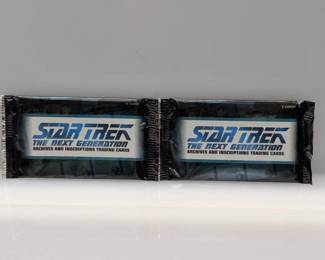 STAR TREK
THE NEXT GENERATION
ARCHIVES AND INSCRIPTIONS TRADING CARDS
STAR TREK
THE NEXT GENERATION
ARCHIVES AND INSCRIPTIONS TRADING CARDS